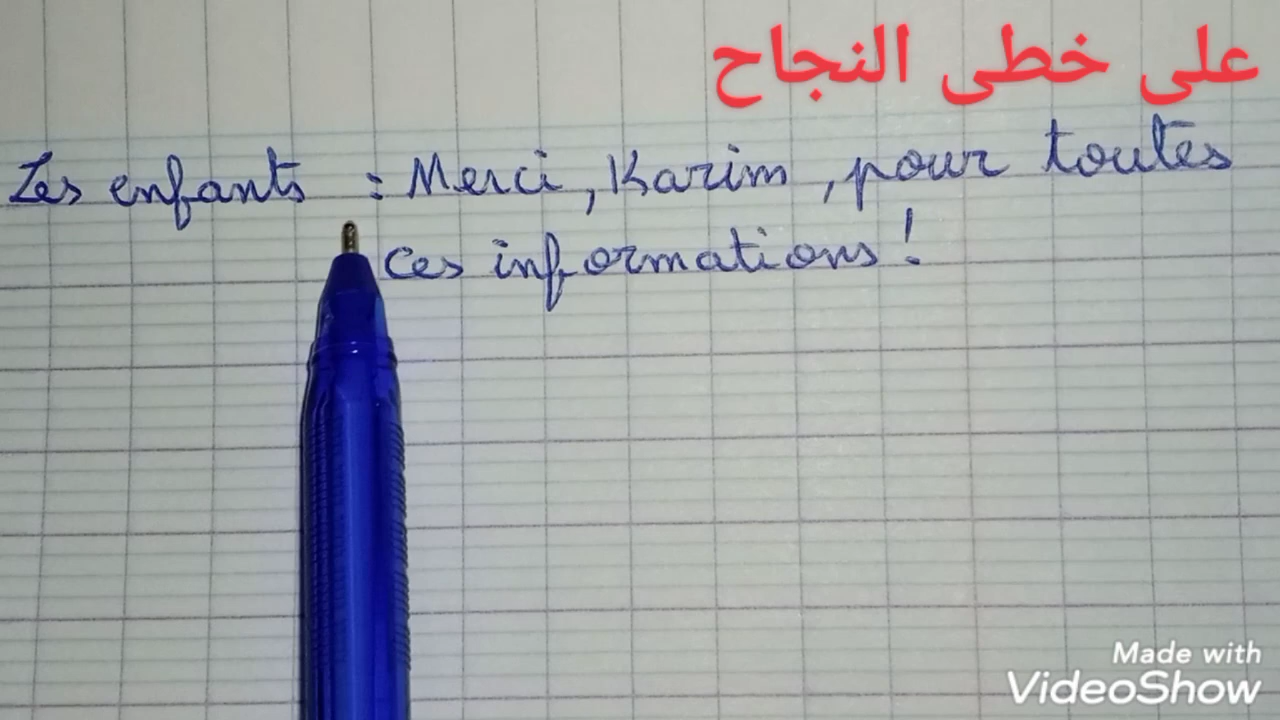 على خطى النجاح
Les enfants : Merci, Karim, pour toutes
ces informations !
Made with
VideoShow